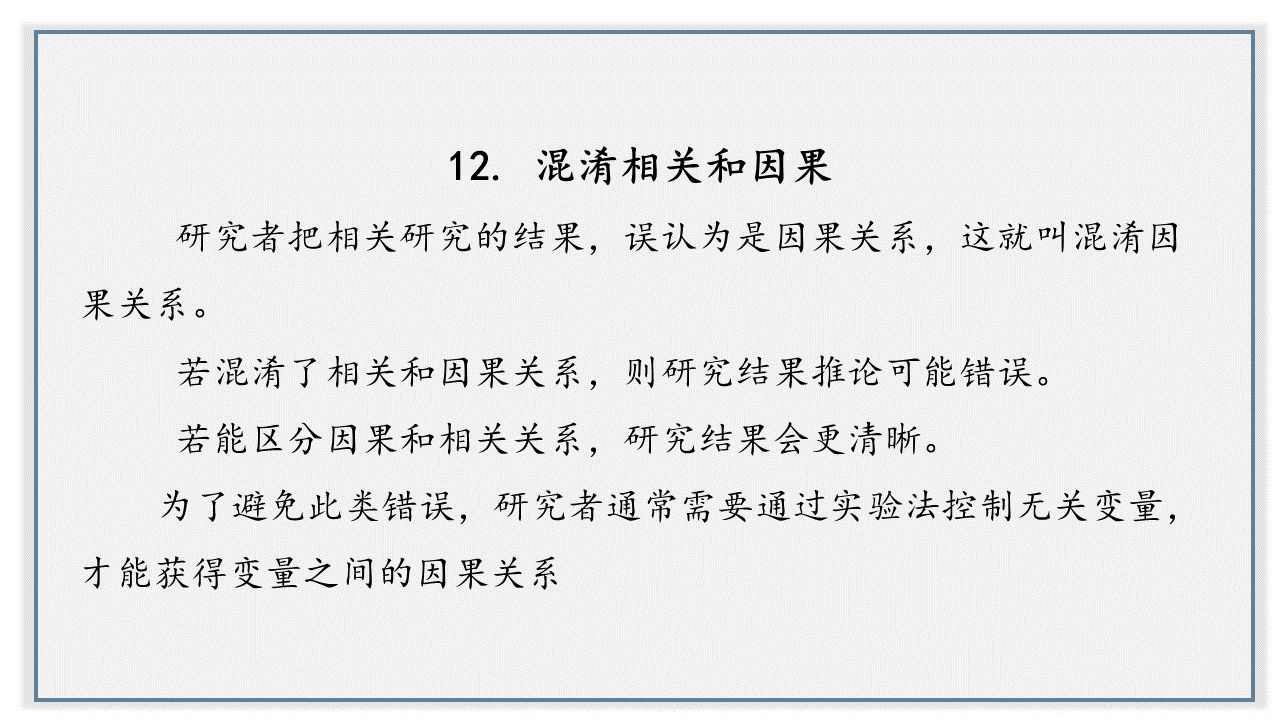 12. 混淆相关和因果
研究者把相关研究的结果，误认为是因果关系，这就叫混淆因
果关系。
若混淆了相关和因果关系，则研究结果推论可能错误。
若能区分因果和相关关系，研究结果会更清晰。
为了避免此类错误，研究者通常需要通过实验法控制无关变量，
才能获得变量之间的因果关系